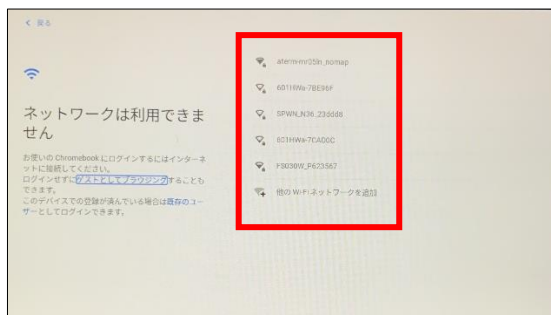 戻る
ネットワークは利用できま
せん
お使いの Chromebook にログインするにはインターネ
ットに接続してください。
ログインせずにゲストとしてブラウジングすることも
できます。
このデバイスでの登録が済んでいる場合は既存のユー
ザーとしてログインできます。
aterm-mr05ln_nomap
601HWa-7BE96F
SPWN_N36_23ddd8
601HWa-7CAD0C
FS030W_P623567
他の Wi-Fi ネットワークを追加